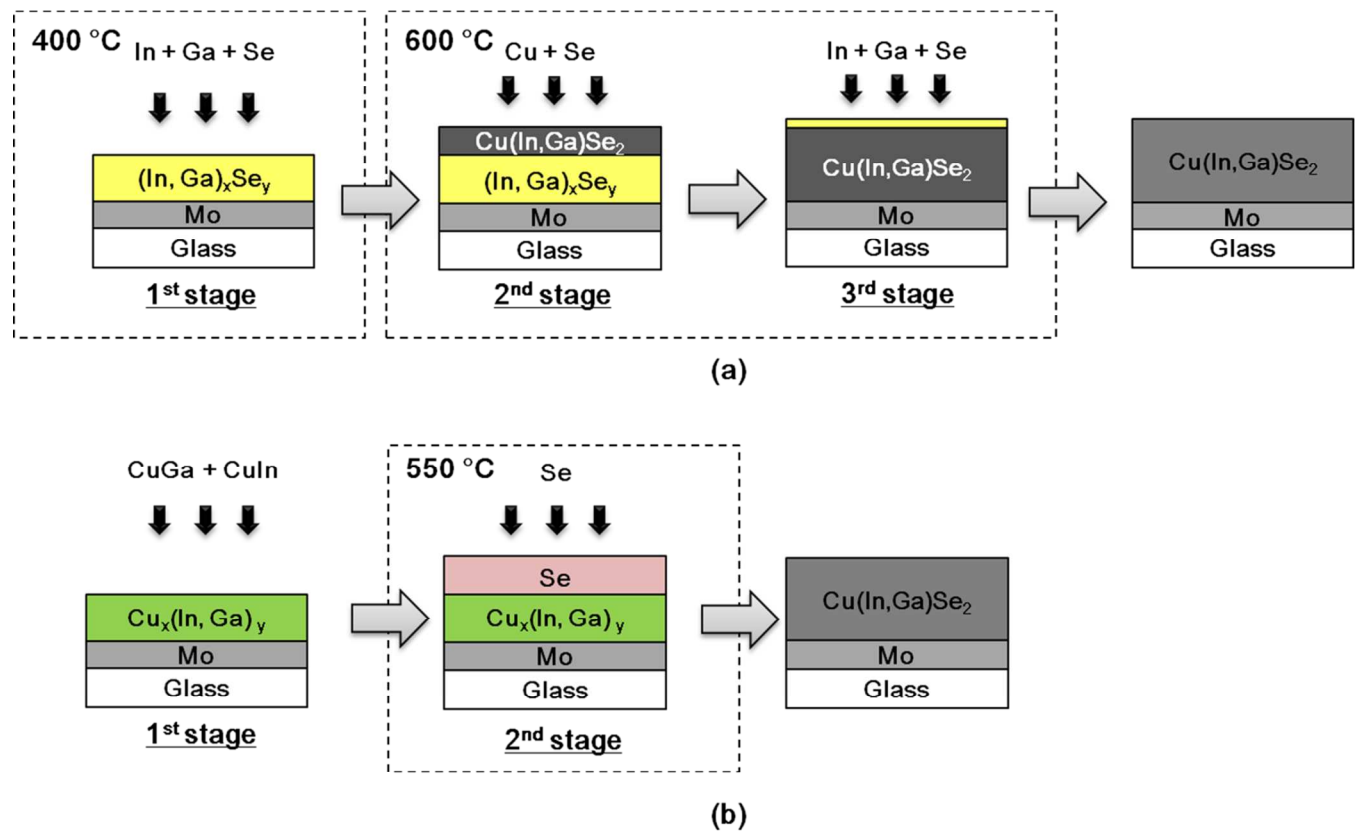 400 °C
In + Ga + Se
(In, Ga)ₓSeᵧ
Mo
Glass
1st stage
600 °C
Cu + Se
Cu(In,Ga)Se₂
(In, Ga)ₓSeᵧ
Mo
Glass
2nd stage
In + Ga + Se
Cu(In,Ga)Se₂
Mo
Glass
3rd stage
Cu(In,Ga)Se₂
Mo
Glass
(a)
CuGa + CuIn
Cuₓ(In, Ga)ᵧ
Mo
Glass
1st stage
550 °C
Se
Se
Cuₓ(In, Ga)ᵧ
Mo
Glass
2nd stage
Cu(In,Ga)Se₂
Mo
Glass
(b)